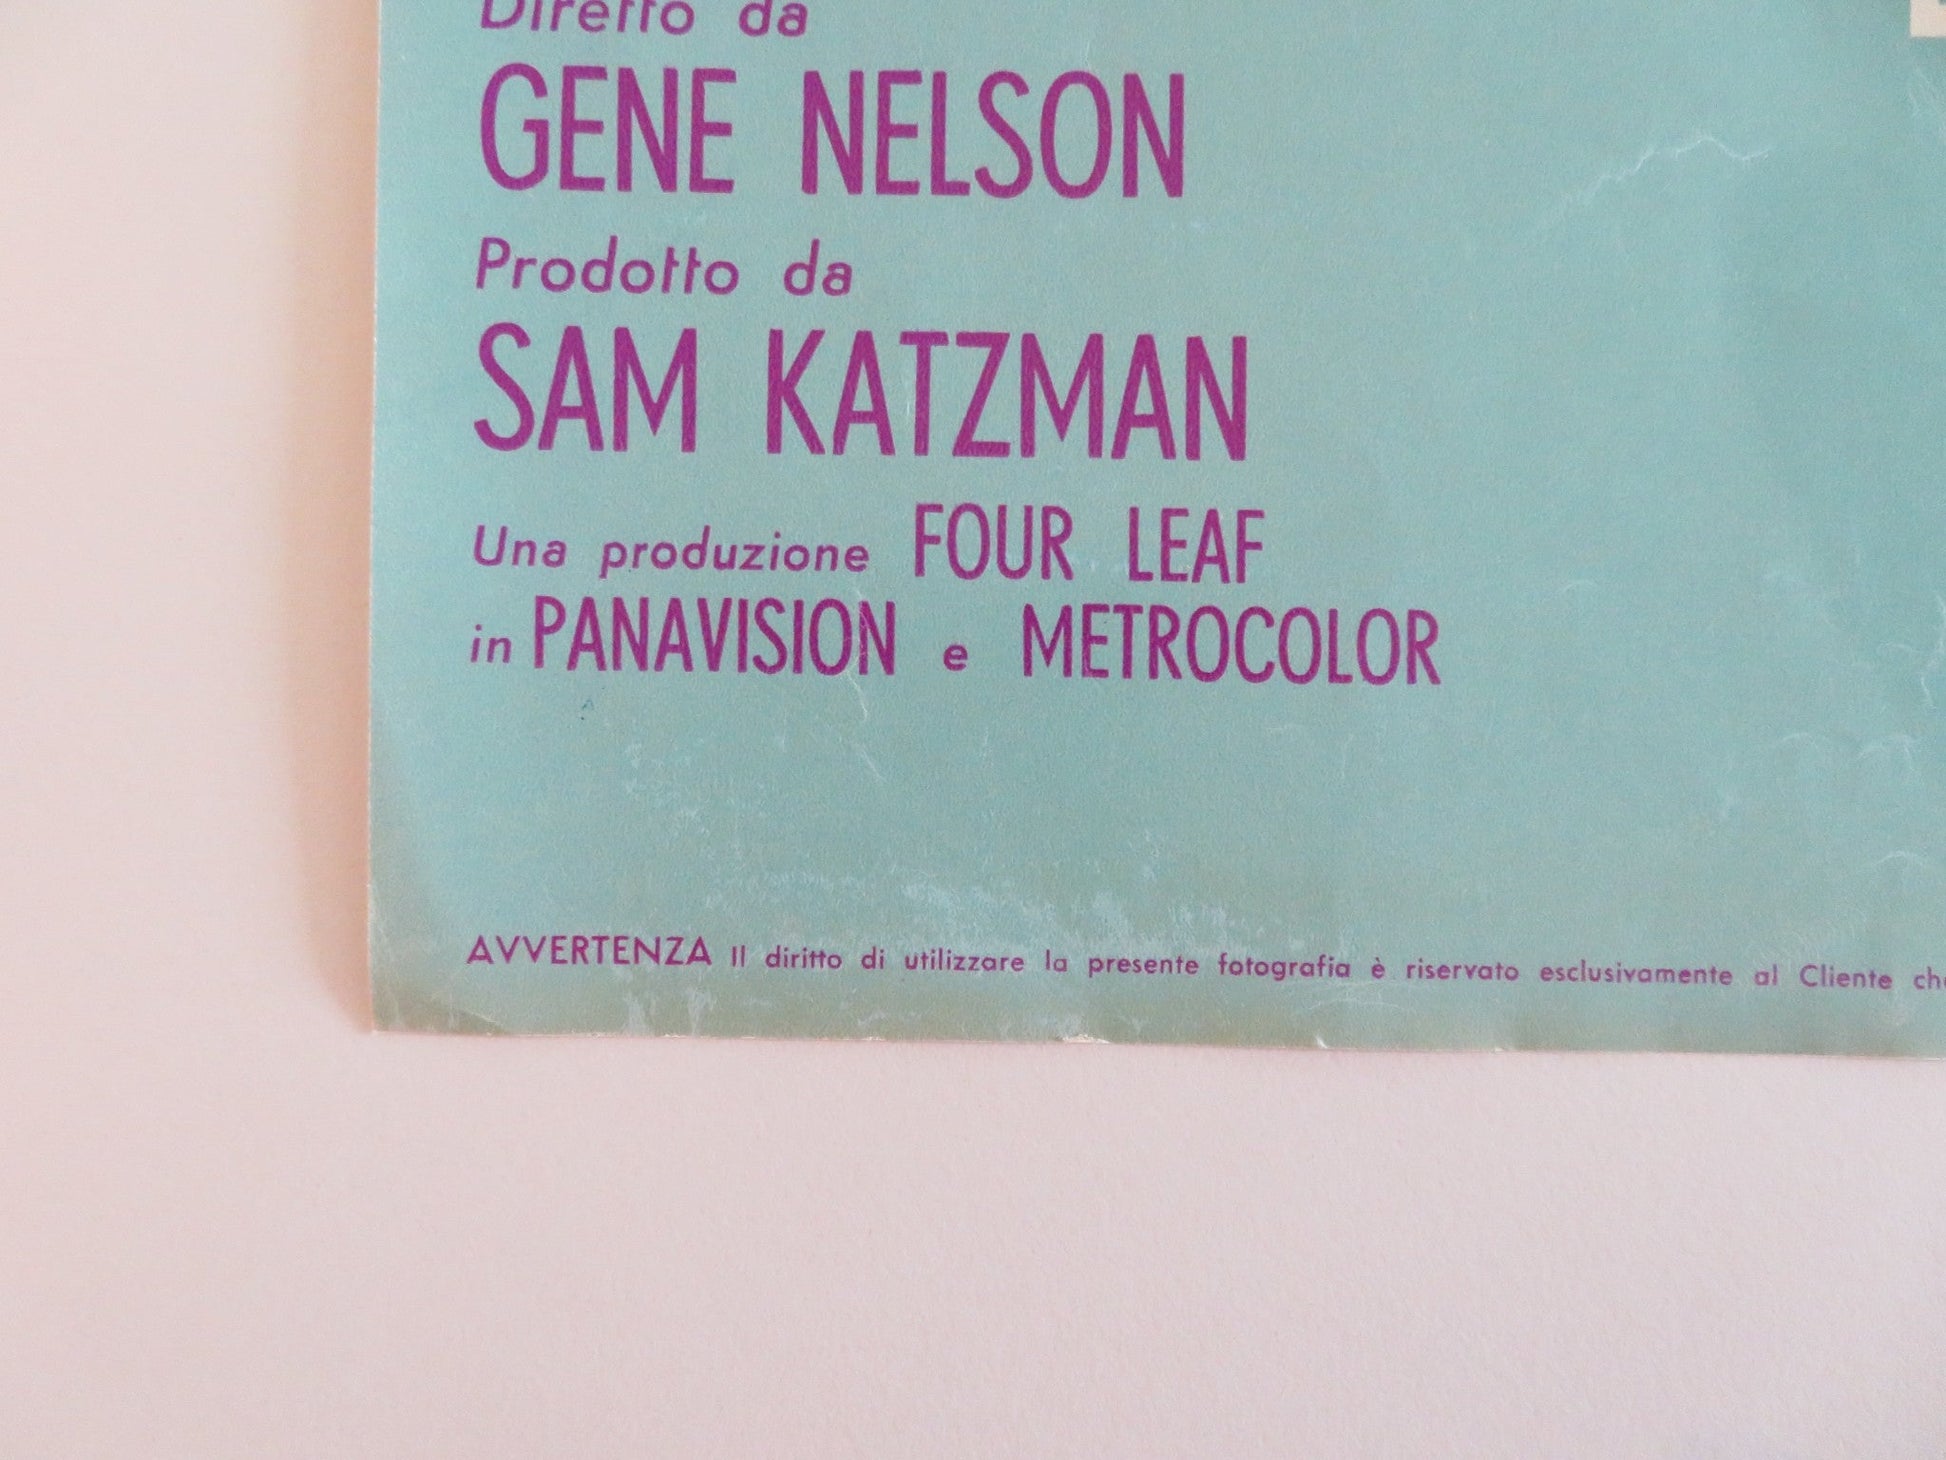 Diretto da
GENE NELSON
Prodotto da
SAM KATZMAN
Una produzione FOUR LEAF
in PANAVISION e METROCOLOR
AVVERTENZA Il diritto di utilizzare la presente fotografia è riservato esclusivamente al Cliente